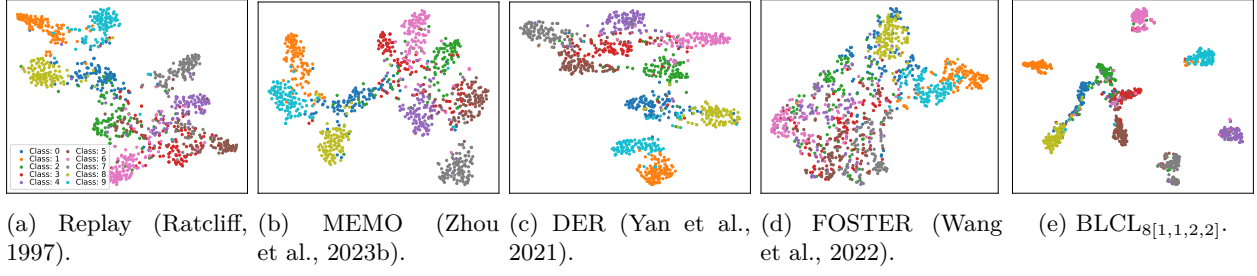 Class: 0 Class: 5
Class: 1 Class: 6
Class: 2 Class: 7
Class: 3 Class: 8
Class: 4 Class: 9
(a) Replay (Ratcliff, 1997).
(b) MEMO (Zhou et al., 2023b).
(c) DER (Yan et al., 2021).
(d) FOSTER (Wang et al., 2022).
(e) BLCL8[1,1,2,2].